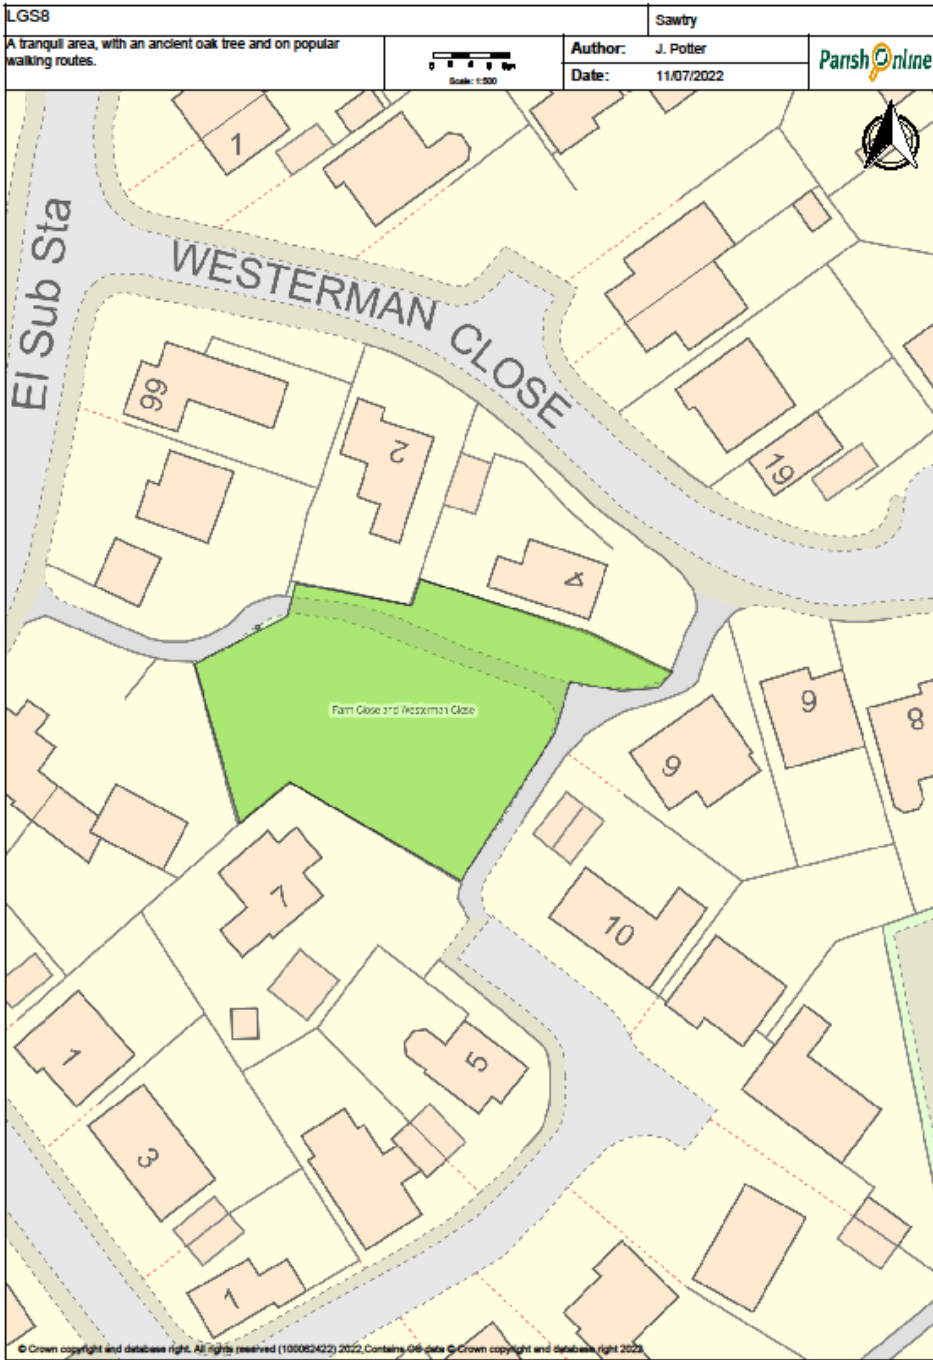 LGS8
Sawtry
A tranquil area, with an ancient oak tree and on popular
walking routes.
Scale: 1:500
Author: J. Potter
Date: 11/07/2022
Parish Online
1
El Sub Sta
WESTERMAN CLOSE
99
2
19
4
Farm Close and Westerman Close
9
9
8
7
10
1
5
3
1
© Crown copyright and database right. All rights reserved (100062422) 2022,Contains OS data © Crown copyright and database right 2022